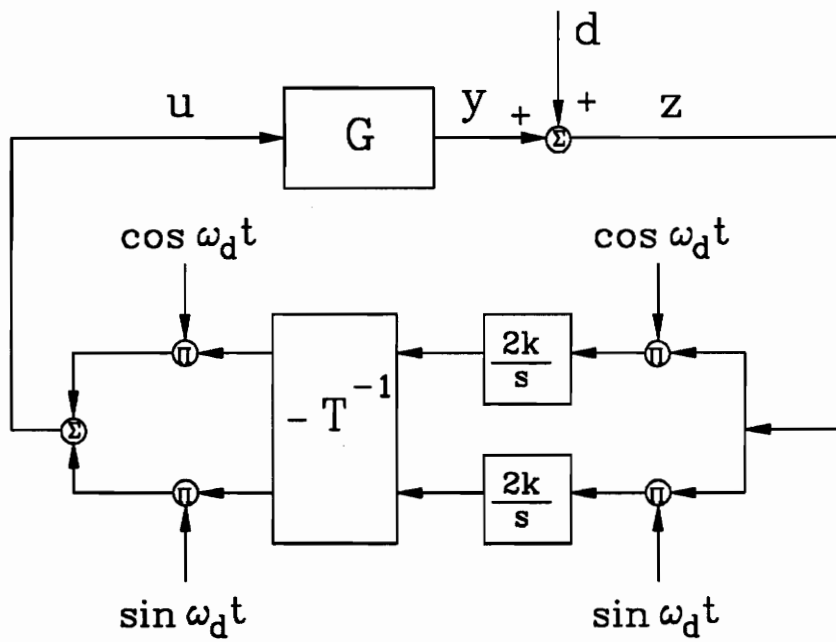 d
u
G
y
+
+
z
Σ
cos ω_d t
cos ω_d t
Π
2k/s
Π
- T^{-1}
Σ
Π
2k/s
Π
sin ω_d t
sin ω_d t